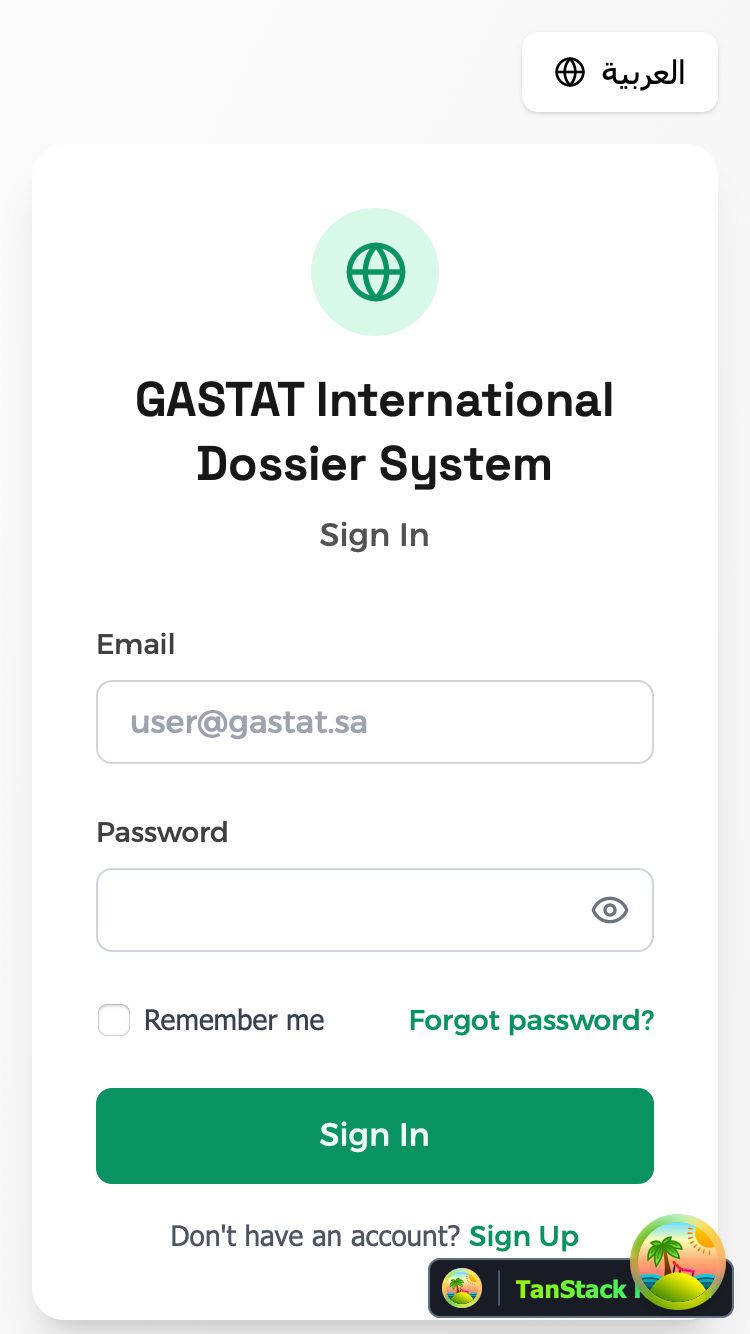 العربية
GASTAT International
Dossier System
Sign In
Email
user@gastat.sa
Password
Remember me
Forgot password?
Sign In
Don't have an account? Sign Up
TanStack